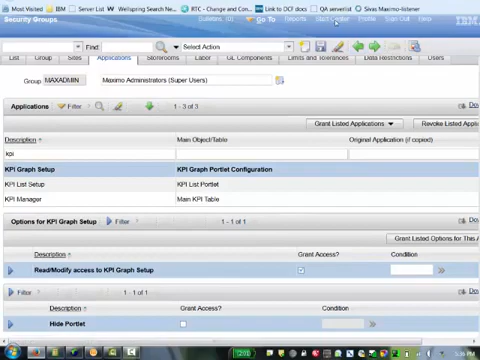 Most Visited IBM Server List Wellspring Search New... RTC - Change and Con... Link to OCF docs QA servlist Sivas Maximo-listener
Security Groups Bulletins: (0) Go To Reports Start Center Profile Sign Out Help IBM
Find Select Action
List Group Sites Applications Storerooms Labor GL Components Limits and Tolerances Data Restrictions Users
Group MAXADMIN Maximo Administrators (Super Users)
Applications Filter 1 - 3 of 3
Grant Listed Applications Revoke Listed Appli
Description Main Object/Table Original Application (if copied)
kpi
KPI Graph Setup KPI Graph Portlet Configuration
KPI List Setup KPI List Portlet
KPI Manager Main KPI Table
Options for KPI Graph Setup Filter 1 - 1 of 1
Grant Listed Options for This A
Description Grant Access? Condition
Read/Modify access to KPI Graph Setup
Filter 1 - 1 of 1
Description Grant Access? Condition
Hide Portlet